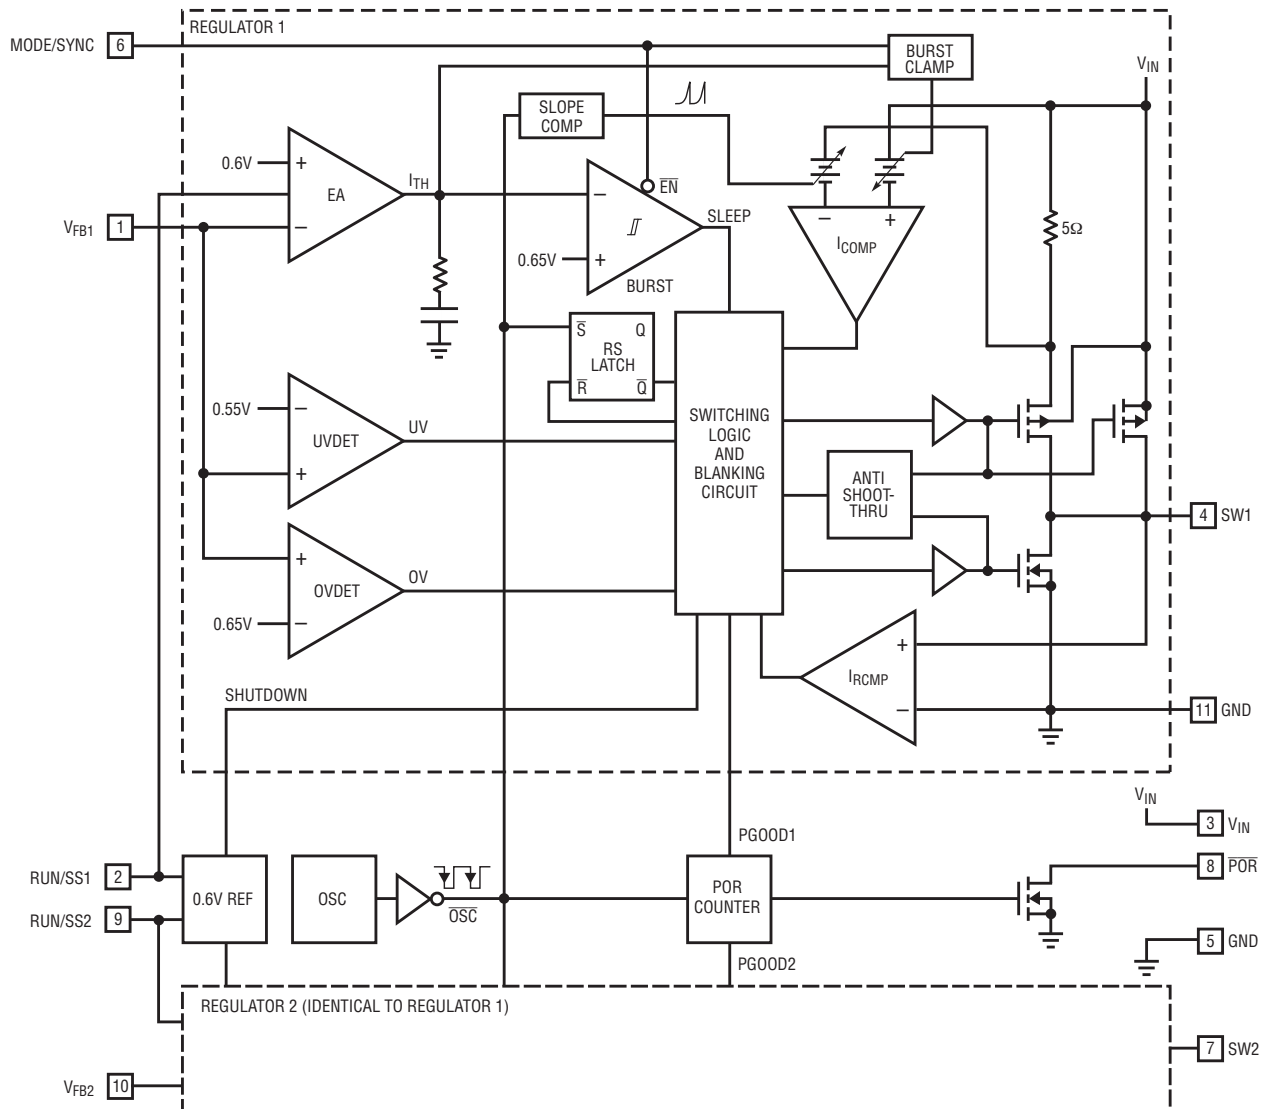 REGULATOR 1
MODE/SYNC 6
BURST CLAMP
VIN
SLOPE COMP
0.6V
+
EA
–
ITH
EN
–
SLEEP
0.65V
+
BURST
VFB1 1
–
+
ICOMP
5Ω
S Q
RS LATCH
R Q
0.55V
–
UVDET
+
UV
SWITCHING LOGIC AND BLANKING CIRCUIT
ANTI SHOOT-THRU
4 SW1
+
OVDET
0.65V
–
OV
+
IRCMP
–
SHUTDOWN
11 GND
VIN
3 VIN
PGOOD1
RUN/SS1 2
0.6V REF
OSC
OSC
POR COUNTER
8 POR
RUN/SS2 9
5 GND
PGOOD2
REGULATOR 2 (IDENTICAL TO REGULATOR 1)
7 SW2
VFB2 10